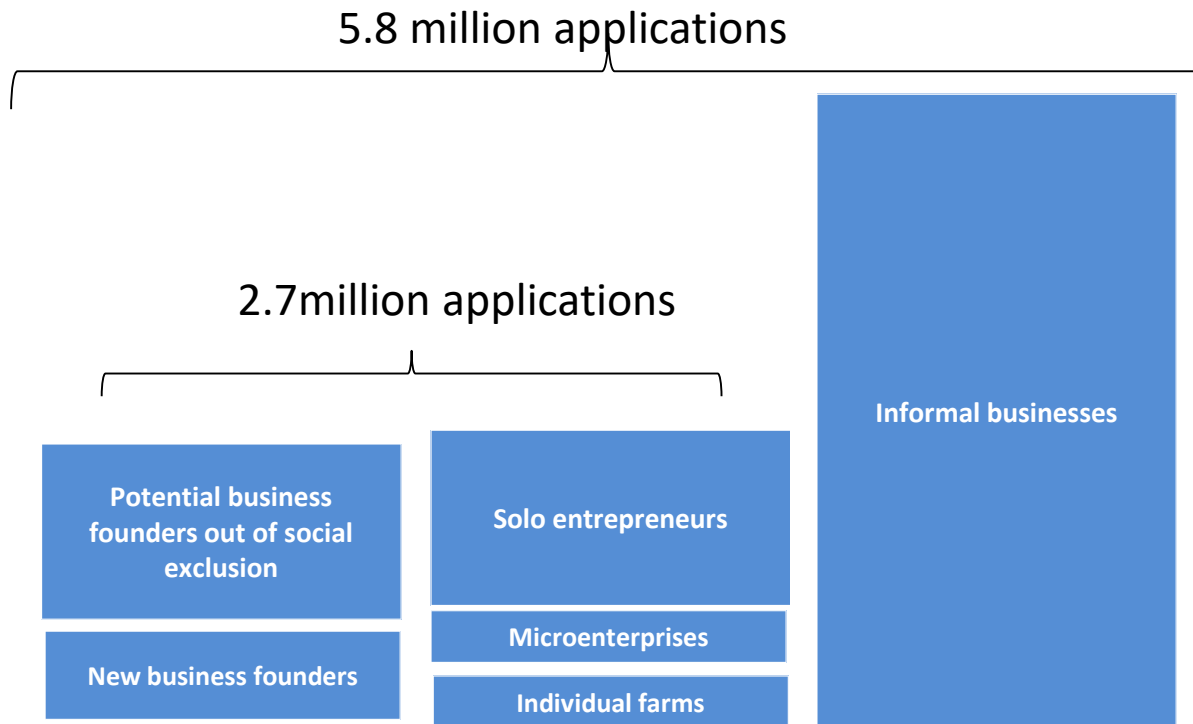 5.8 million applications
2.7million applications
Potential business
founders out of social
exclusion
New business founders
Solo entrepreneurs
Microenterprises
Individual farms
Informal businesses